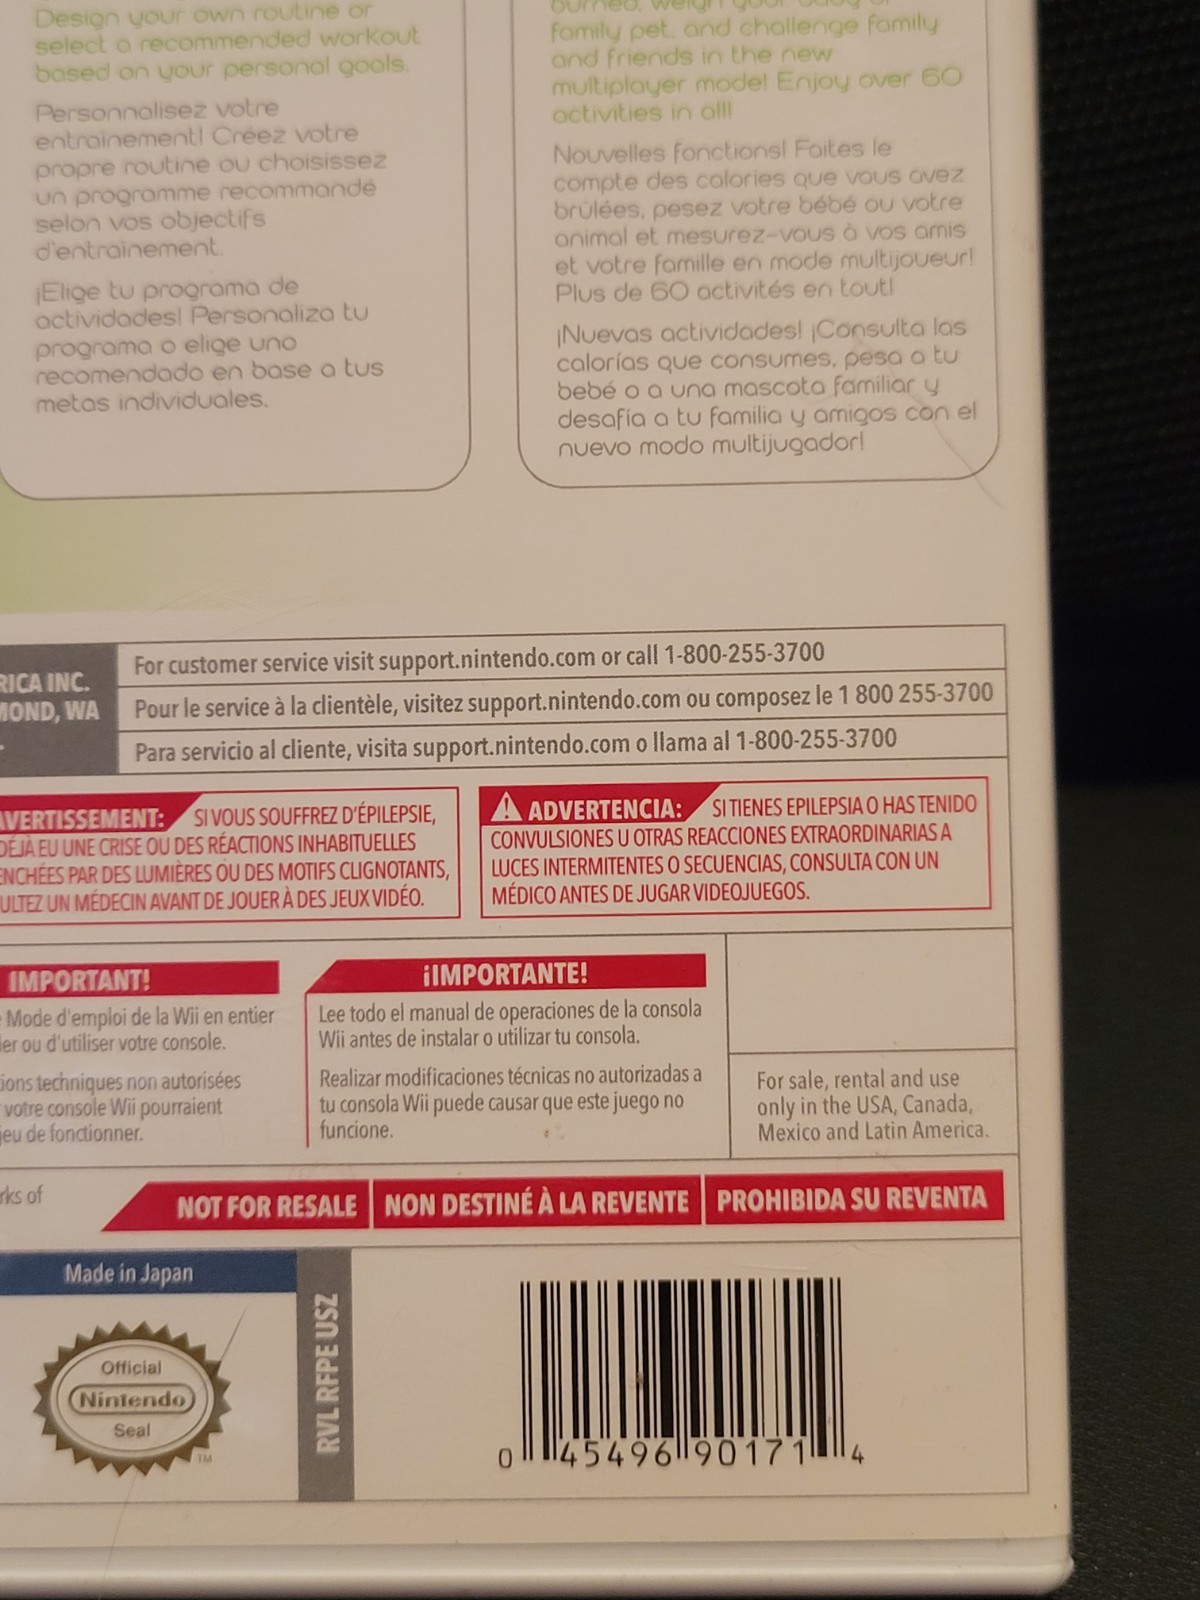 Design your own routine or
select a recommended workout
based on your personal goals.
Personnalisez votre
entraînement! Créez votre
propre routine ou choisissez
un programme recommandé
selon vos objectifs
d'entraînement.
¡Elige tu programa de
actividades! Personaliza tu
programa o elige uno
recomendado en base a tus
metas individuales.
burned, weigh your baby or
family pet, and challenge family
and friends in the new
multiplayer mode! Enjoy over 60
activities in all!
Nouvelles fonctions! Faites le
compte des calories que vous avez
brûlées, pesez votre bébé ou votre
animal et mesurez-vous à vos amis
et votre famille en mode multijoueur!
Plus de 60 activités en tout!
¡Nuevas actividades! ¡Consulta las
calorías que consumes, pesa a tu
bebé o a una mascota familiar y
desafía a tu familia y amigos con el
nuevo modo multijugador!
RICA INC.
MOND, WA
For customer service visit support.nintendo.com or call 1-800-255-3700
Pour le service à la clientèle, visitez support.nintendo.com ou composez le 1 800 255-3700
Para servicio al cliente, visita support.nintendo.com o llama al 1-800-255-3700
VERTISSEMENT: SI VOUS SOUFFREZ D'ÉPILEPSIE,
DÉJÀ EU UNE CRISE OU DES RÉACTIONS INHABITUELLES
ENCHÉES PAR DES LUMIÈRES OU DES MOTIFS CLIGNOTANTS,
ULTEZ UN MÉDECIN AVANT DE JOUER À DES JEUX VIDÉO.
ADVERTENCIA: SI TIENES EPILEPSIA O HAS TENIDO
CONVULSIONES U OTRAS REACCIONES EXTRAORDINARIAS A
LUCES INTERMITENTES O SECUENCIAS, CONSULTA CON UN
MÉDICO ANTES DE JUGAR VIDEOJUEGOS.
IMPORTANT!
Mode d'emploi de la Wii en entier
ler ou d'utiliser votre console.
ions techniques non autorisées
votre console Wii pourraient
jeu de fonctionner.
¡IMPORTANTE!
Lee todo el manual de operaciones de la consola
Wii antes de instalar o utilizar tu consola.
Realizar modificaciones técnicas no autorizadas a
tu consola Wii puede causar que este juego no
funcione.
For sale, rental and use
only in the USA, Canada,
Mexico and Latin America.
rks of
NOT FOR RESALE NON DESTINÉ À LA REVENTE PROHIBIDA SU REVENTA
Made in Japan
Official
Nintendo
Seal
TM
RVL RFPE USZ
0 45496 90171 4